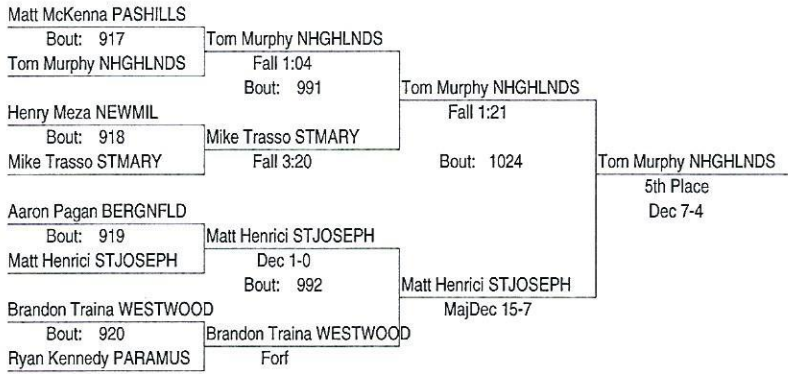 Matt McKenna PASHILLS
Bout: 917
Tom Murphy NHGHLNDS
Henry Meza NEWMIL
Bout: 918
Mike Trasso STMARY
Aaron Pagan BERGNFLD
Bout: 919
Matt Henrici STJOSEPH
Brandon Traina WESTWOOD
Bout: 920
Ryan Kennedy PARAMUS
Tom Murphy NHGHLNDS
Fall 1:04
Bout: 991
Mike Trasso STMARY
Fall 3:20
Matt Henrici STJOSEPH
Dec 1-0
Bout: 992
Brandon Traina WESTWOOD
Forf
Tom Murphy NHGHLNDS
Fall 1:21
Bout: 1024
Matt Henrici STJOSEPH
MajDec 15-7
Tom Murphy NHGHLNDS
5th Place
Dec 7-4